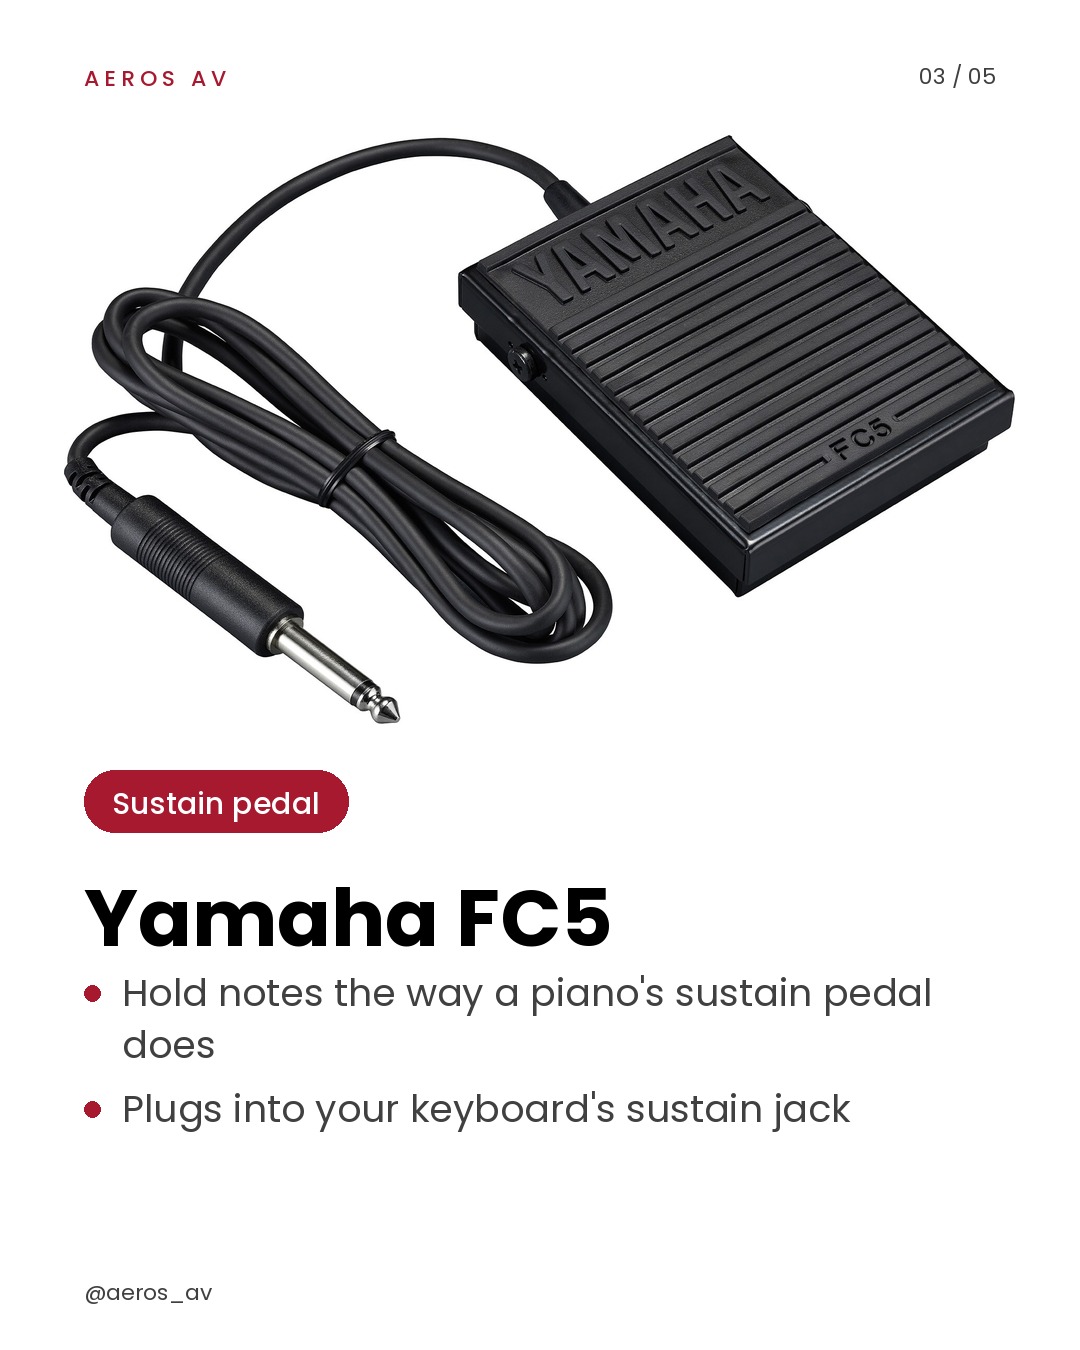 AEROS AV
03 / 05
YAMAHA
FC5
Sustain pedal
Yamaha FC5
Hold notes the way a piano's sustain pedal
does
Plugs into your keyboard's sustain jack
@aeros_av